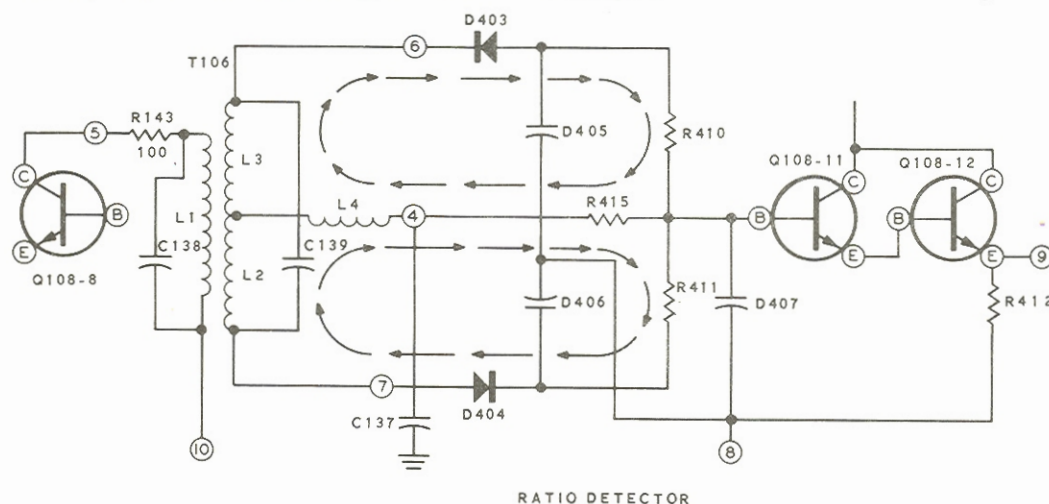 D403
6
T106
R143
5
100
C
L3
D405
R410
Q108-11
Q108-12
C
C
L1
L4
4
R415
B
B
B
E
C138
C139
Q108-8
L2
D406
R411
E
E
9
D407
R412
7
D404
C137
10
8
RATIO DETECTOR